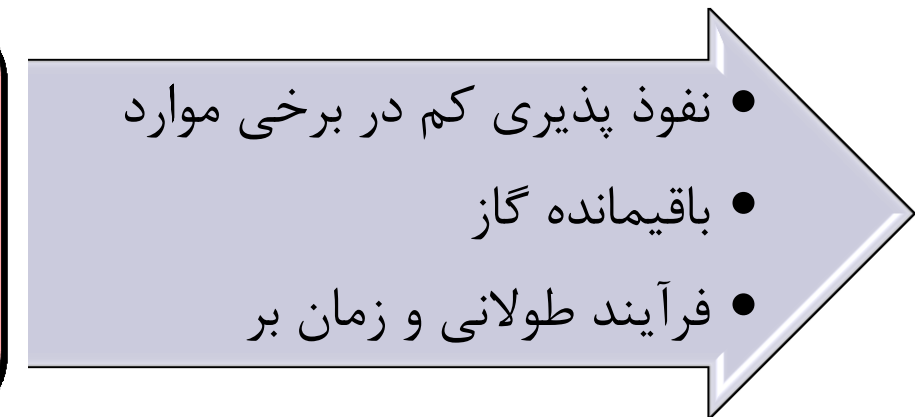 • نفوذ پذیری کم در برخی موارد
• باقیمانده گاز
• فرآیند طولانی و زمان بر